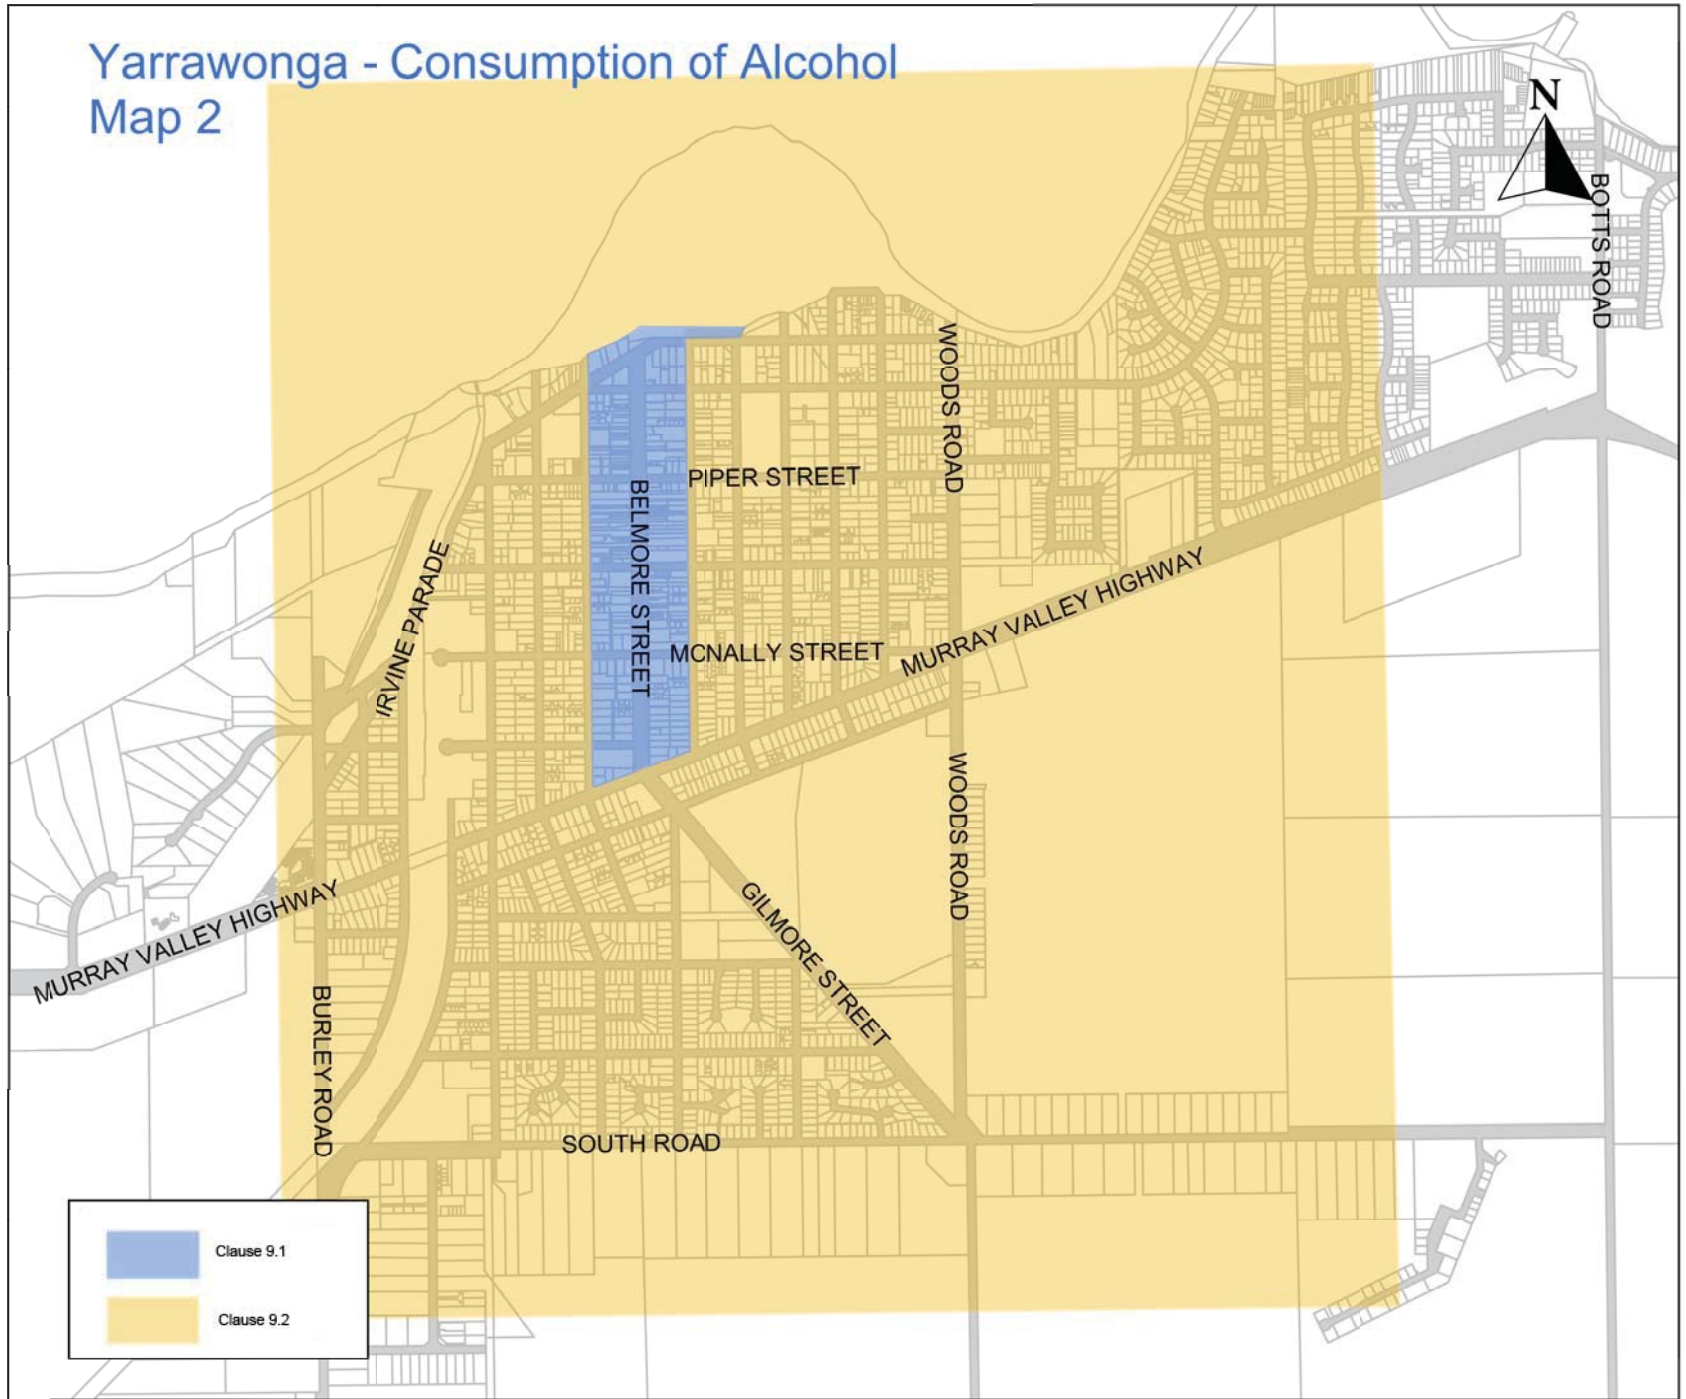 Yarrawonga - Consumption of Alcohol
Map 2
N
BOTTS ROAD
WOODS ROAD
PIPER STREET
BELMORE STREET
IRVINE PARADE
MCNALLY STREET
MURRAY VALLEY HIGHWAY
WOODS ROAD
MURRAY VALLEY HIGHWAY
GILMORE STREET
BURLEY ROAD
SOUTH ROAD
Clause 9.1
Clause 9.2